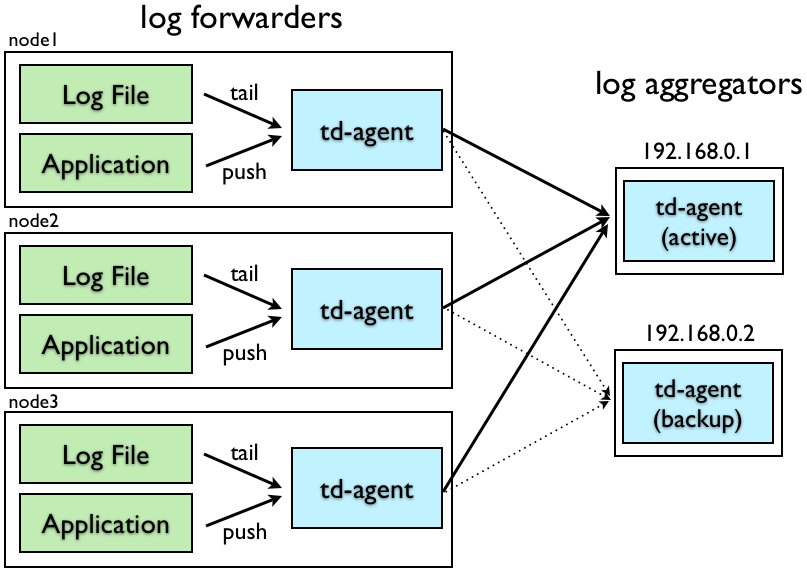 log forwarders
node1
Log File
tail
td-agent
Application
push
node2
Log File
tail
td-agent
Application
push
node3
Log File
tail
td-agent
Application
push
log aggregators
192.168.0.1
td-agent
(active)
192.168.0.2
td-agent
(backup)